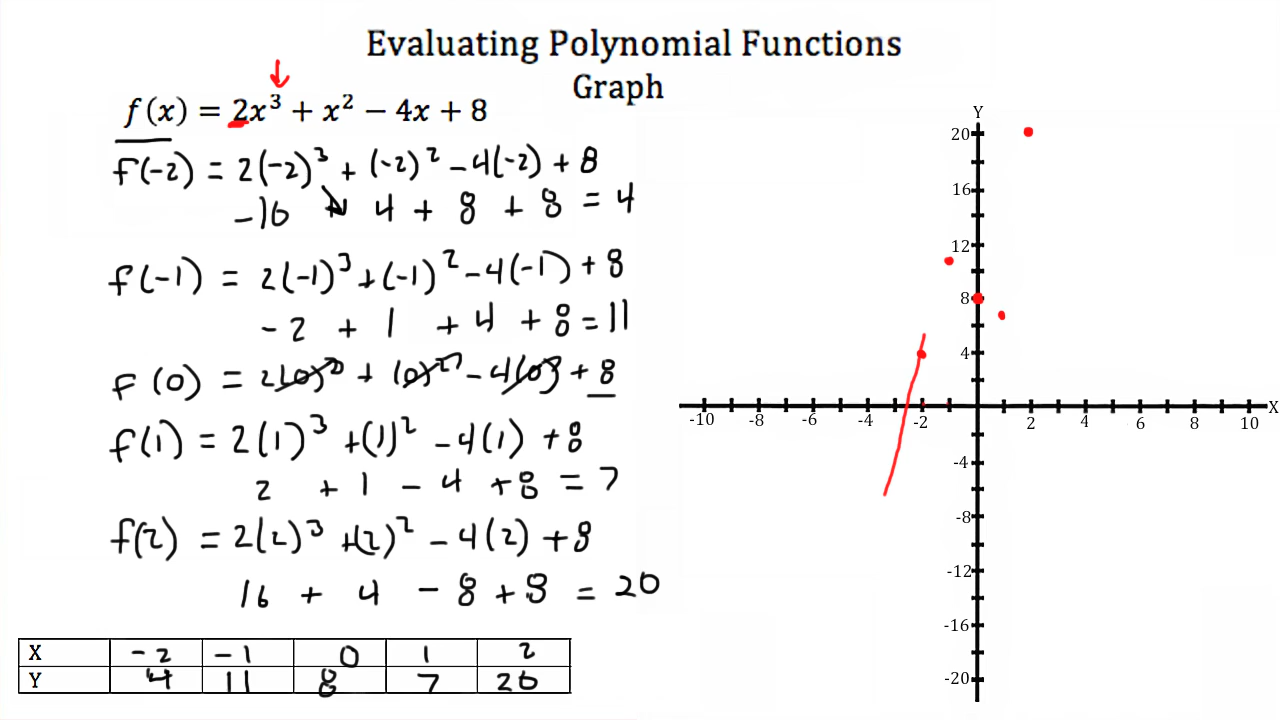 Evaluating Polynomial Functions
Graph
f(x) = 2x³ + x² − 4x + 8
f(-2) = 2(-2)³ + (-2)² - 4(-2) + 8
-16 + 4 + 8 + 8 = 4
f(-1) = 2(-1)³ + (-1)² - 4(-1) + 8
-2 + 1 + 4 + 8 = 11
f(0) = 2(0)³ + (0)² - 4(0) + 8
f(1) = 2(1)³ + (1)² - 4(1) + 8
2 + 1 - 4 + 8 = 7
f(2) = 2(2)³ + (2)² - 4(2) + 8
16 + 4 - 8 + 8 = 20
X -2 -1 0 1 2
Y 4 11 8 7 20
Y
20
16
12
8
4
-10 -8 -6 -4 -2 2 4 6 8 10 X
-4
-8
-12
-16
-20